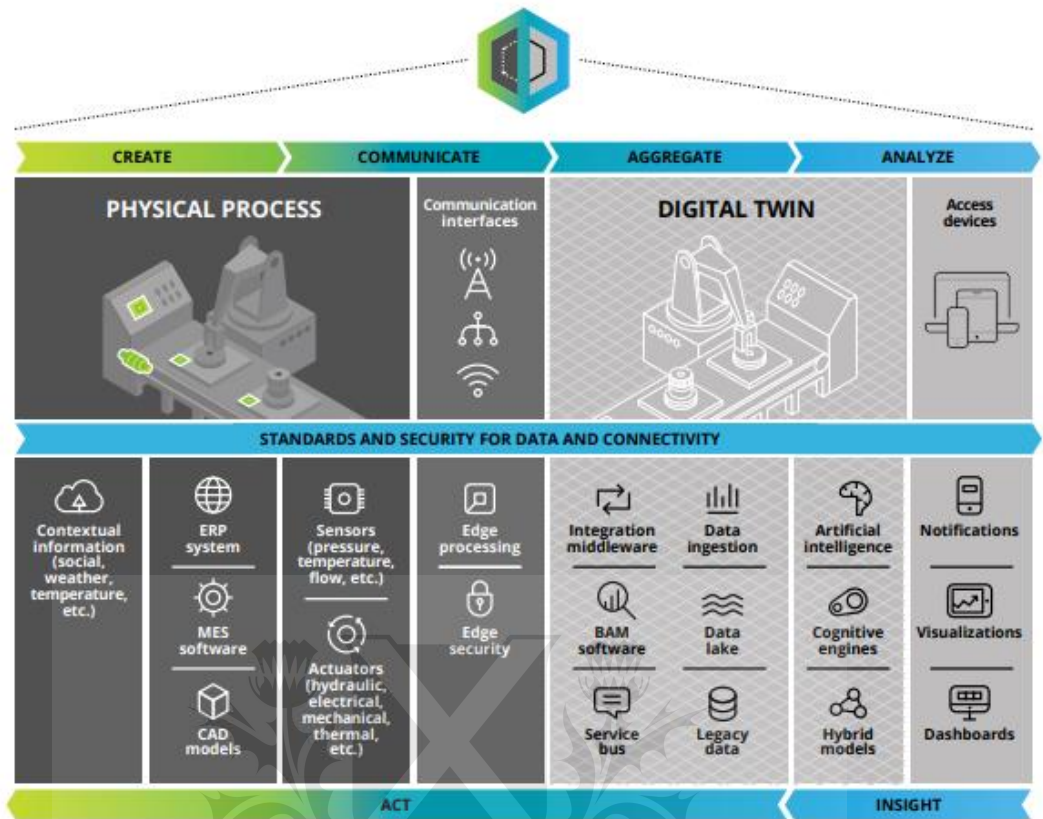 CREATE
COMMUNICATE
AGGREGATE
ANALYZE
PHYSICAL PROCESS
Communication
interfaces
DIGITAL TWIN
Access
devices
STANDARDS AND SECURITY FOR DATA AND CONNECTIVITY
Contextual
information
(social,
weather,
temperature,
etc.)
ERP
system
MES
software
CAD
models
Sensors
(pressure,
temperature,
flow, etc.)
Actuators
(hydraulic,
electrical,
mechanical,
thermal,
etc.)
Edge
processing
Edge
security
Integration
middleware
BAM
software
Service
bus
Data
ingestion
Data
lake
Legacy
data
Artificial
intelligence
Cognitive
engines
Hybrid
models
Notifications
Visualizations
Dashboards
ACT
INSIGHT